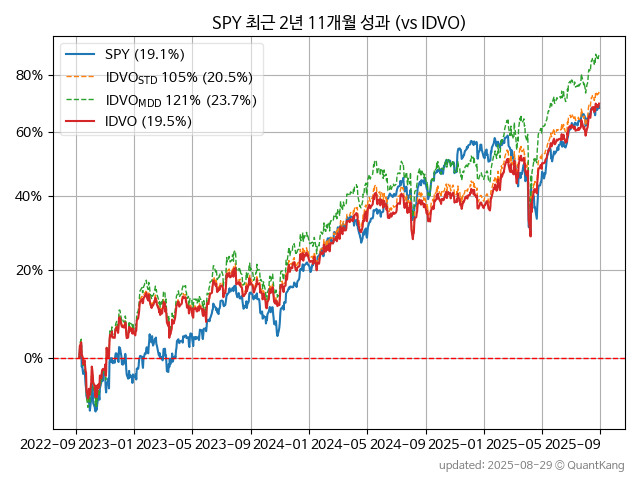 SPY 최근 2년 11개월 성과 (vs IDVO)
SPY (19.1%)
IDVO_STD 105% (20.5%)
IDVO_MDD 121% (23.7%)
IDVO (19.5%)
80%
60%
40%
20%
0%
2022-09 2023-01 2023-05 2023-09 2024-01 2024-05 2024-09 2025-01 2025-05 2025-09
updated: 2025-08-29 © QuantKang